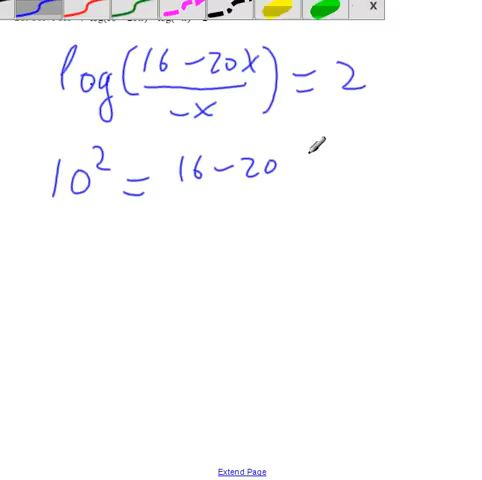 x
log(16-20x/-x) = 2
10² = 16-20
Extend Page